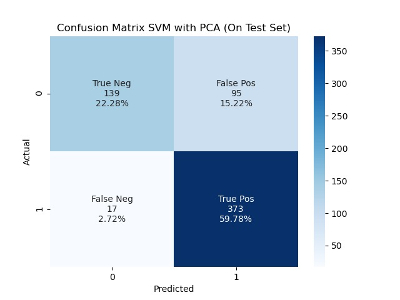 Confusion Matrix SVM with PCA (On Test Set)
True Neg
139
22.28%
False Pos
95
15.22%
False Neg
17
2.72%
True Pos
373
59.78%
0
1
Actual
0
1
Predicted
350
300
250
200
150
100
50